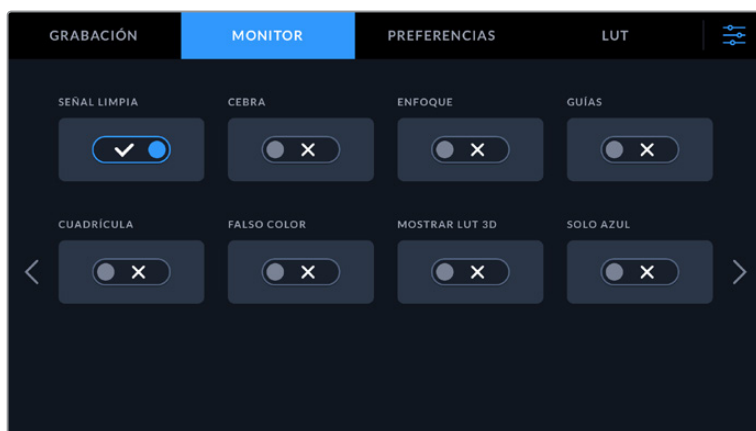 GRABACIÓN MONITOR PREFERENCIAS LUT
SEÑAL LIMPIA CEBRA ENFOQUE GUÍAS
CUADRÍCULA FALSO COLOR MOSTRAR LUT 3D SOLO AZUL